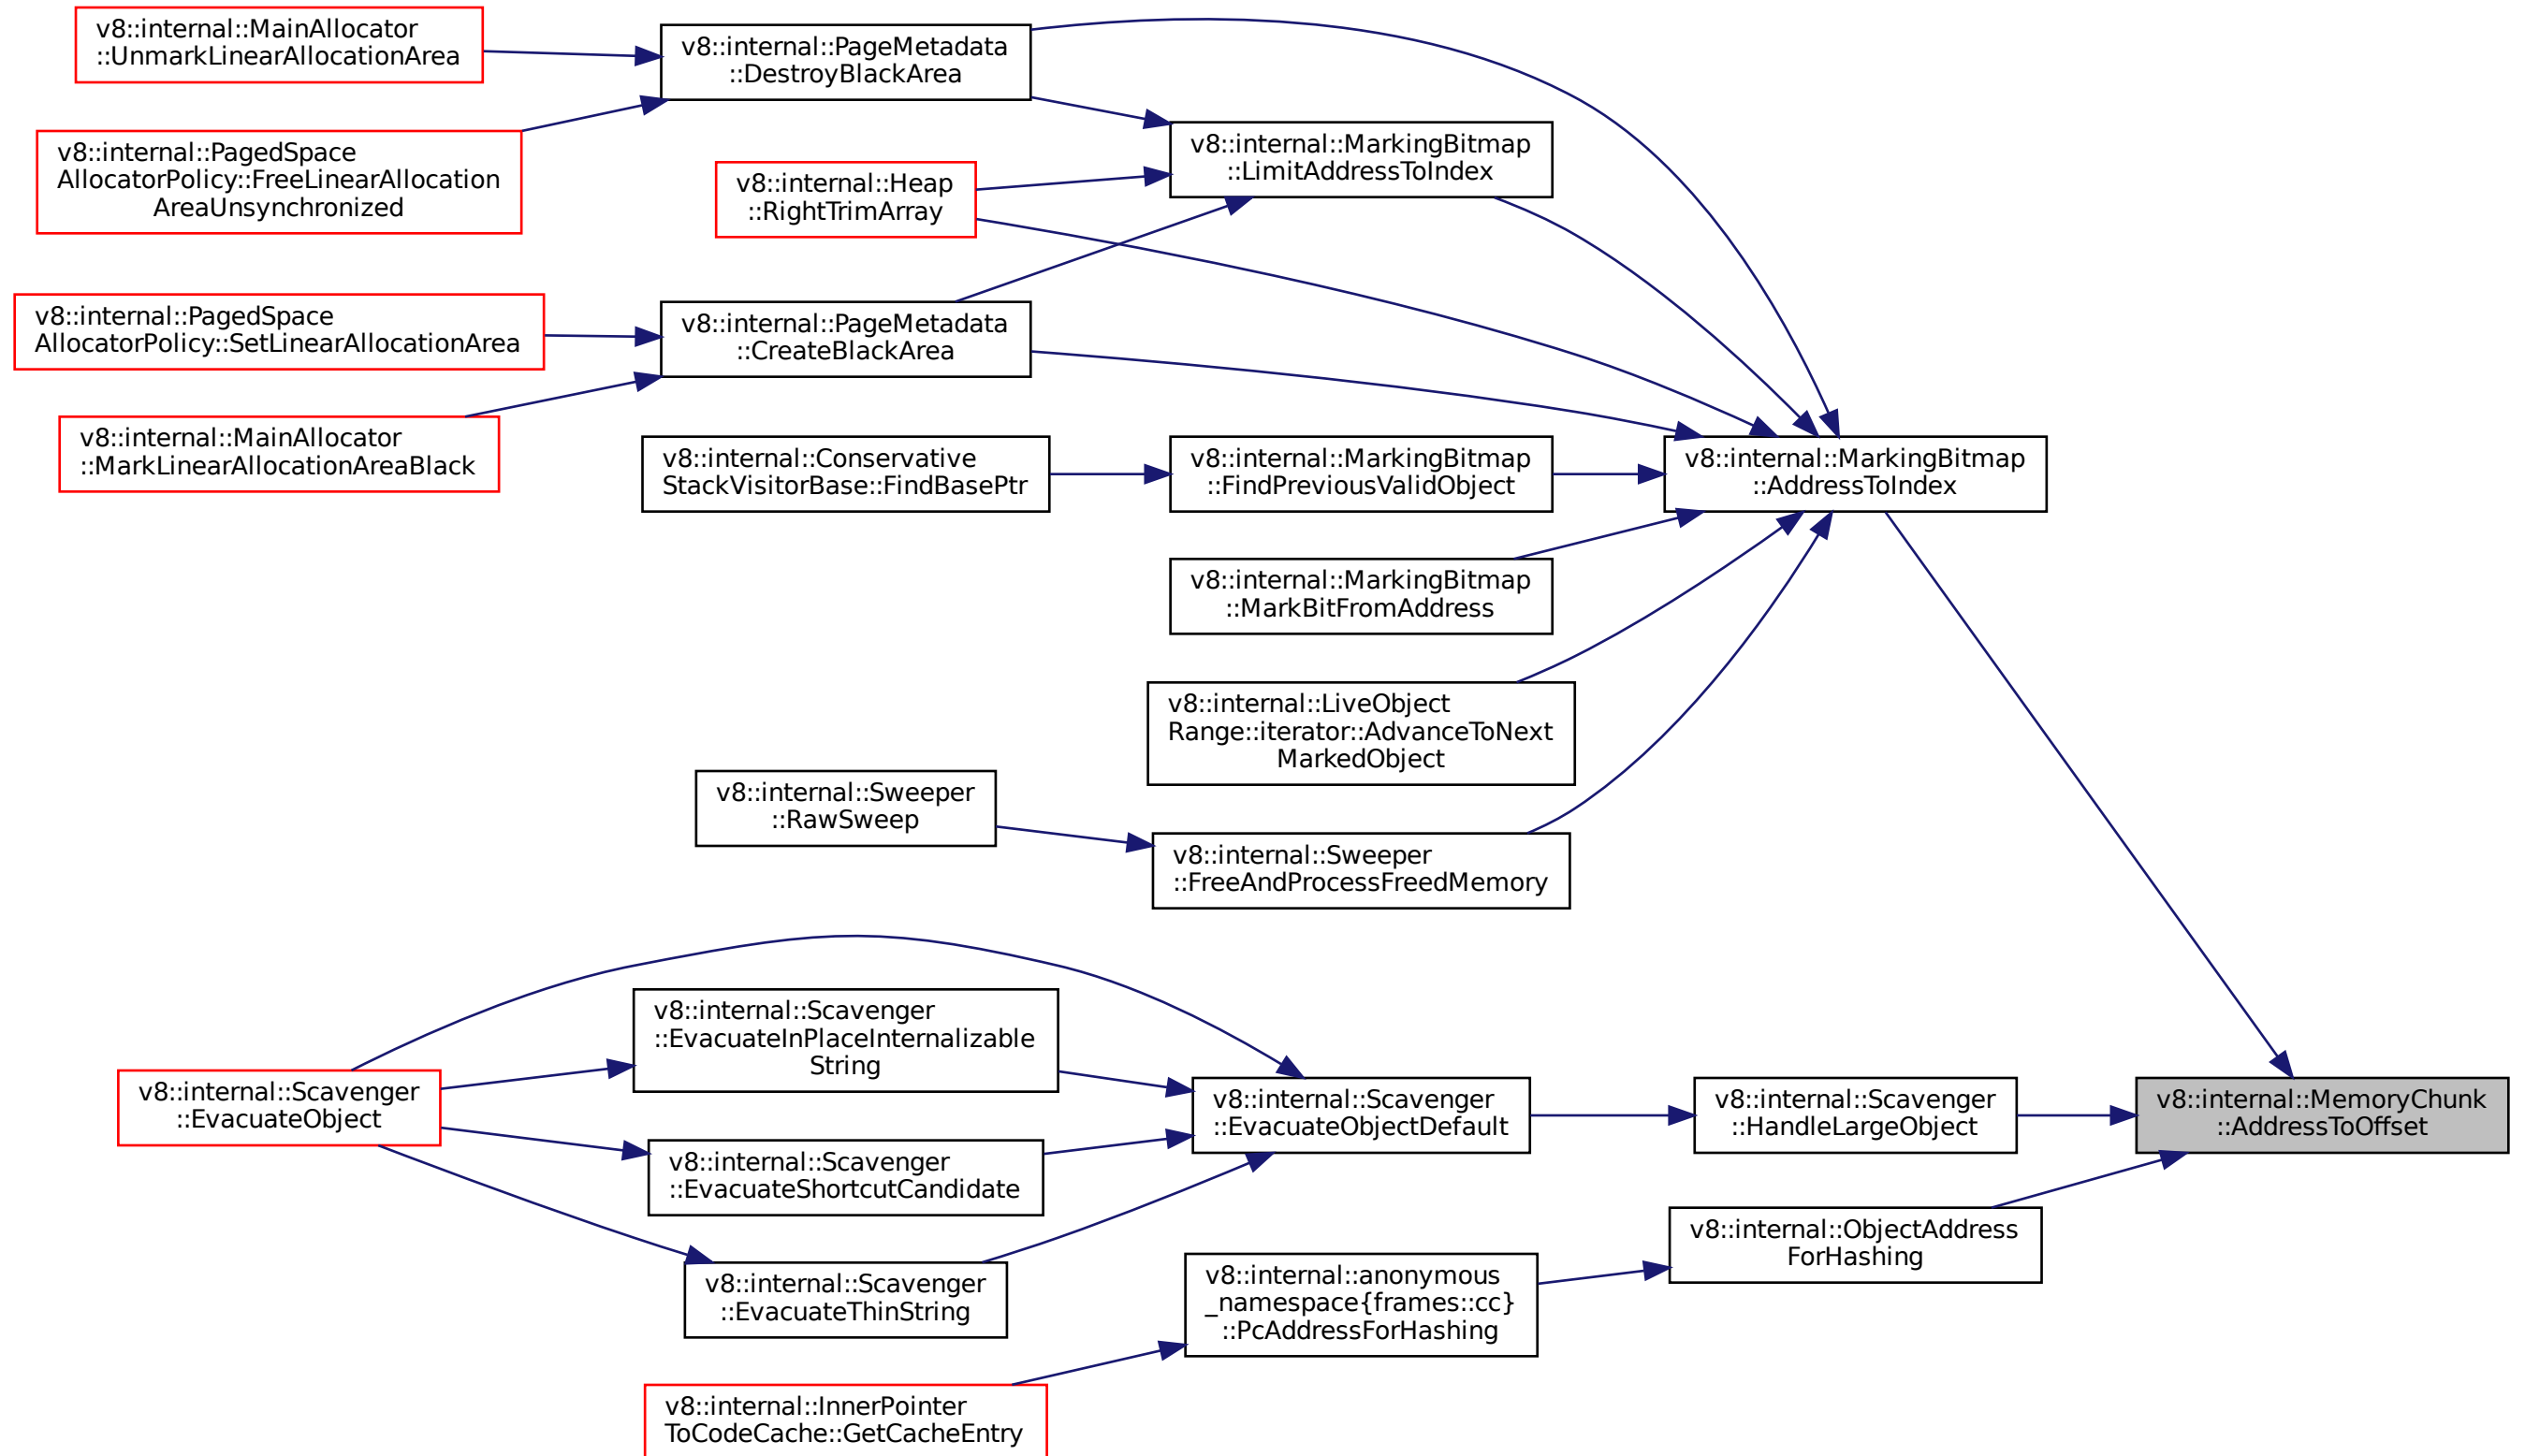 v8::internal::MainAllocator
::UnmarkLinearAllocationArea
v8::internal::PageMetadata
::DestroyBlackArea
v8::internal::PagedSpace
AllocatorPolicy::FreeLinearAllocation
AreaUnsynchronized
v8::internal::MarkingBitmap
::LimitAddressToIndex
v8::internal::Heap
::RightTrimArray
v8::internal::PagedSpace
AllocatorPolicy::SetLinearAllocationArea
v8::internal::PageMetadata
::CreateBlackArea
v8::internal::MainAllocator
::MarkLinearAllocationAreaBlack
v8::internal::Conservative
StackVisitorBase::FindBasePtr
v8::internal::MarkingBitmap
::FindPreviousValidObject
v8::internal::MarkingBitmap
::AddressToIndex
v8::internal::MarkingBitmap
::MarkBitFromAddress
v8::internal::LiveObject
Range::iterator::AdvanceToNext
MarkedObject
v8::internal::Sweeper
::RawSweep
v8::internal::Sweeper
::FreeAndProcessFreedMemory
v8::internal::Scavenger
::EvacuateInPlaceInternalizable
String
v8::internal::Scavenger
::EvacuateObject
v8::internal::Scavenger
::EvacuateObjectDefault
v8::internal::Scavenger
::HandleLargeObject
v8::internal::MemoryChunk
::AddressToOffset
v8::internal::Scavenger
::EvacuateShortcutCandidate
v8::internal::ObjectAddress
ForHashing
v8::internal::Scavenger
::EvacuateThinString
v8::internal::anonymous
_namespace{frames::cc}
::PcAddressForHashing
v8::internal::InnerPointer
ToCodeCache::GetCacheEntry